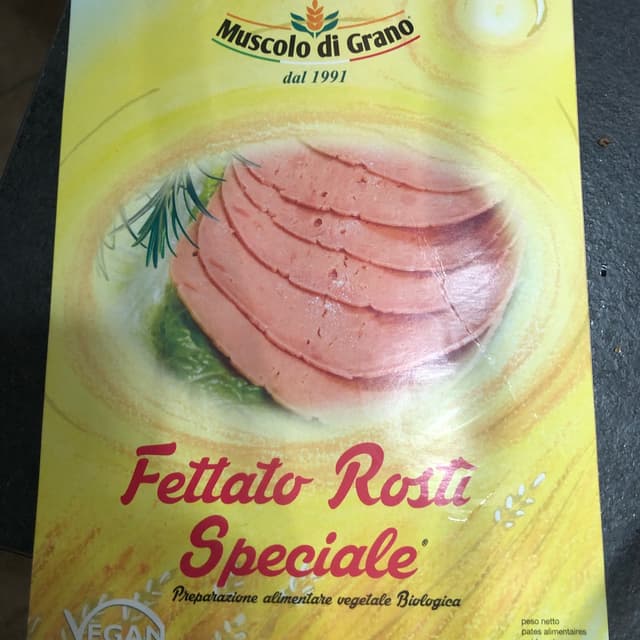 Muscolo di Grano®
dal 1991
Fettato Rostì
Speciale®
Preparazione alimentare vegetale Biologica
VEGAN
peso netto
pates alimentaires